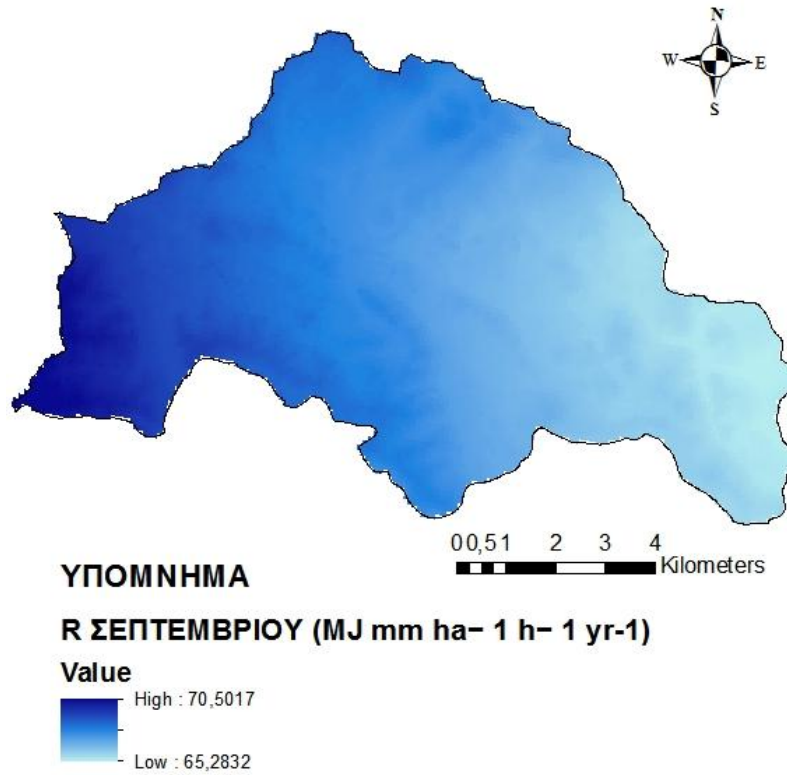 N
W E
S
0 0,5 1 2 3 4
Kilometers
ΥΠΟΜΝΗΜΑ
R ΣΕΠΤΕΜΒΡΙΟΥ (MJ mm ha− 1 h− 1 yr-1)
Value
High : 70,5017
Low : 65,2832